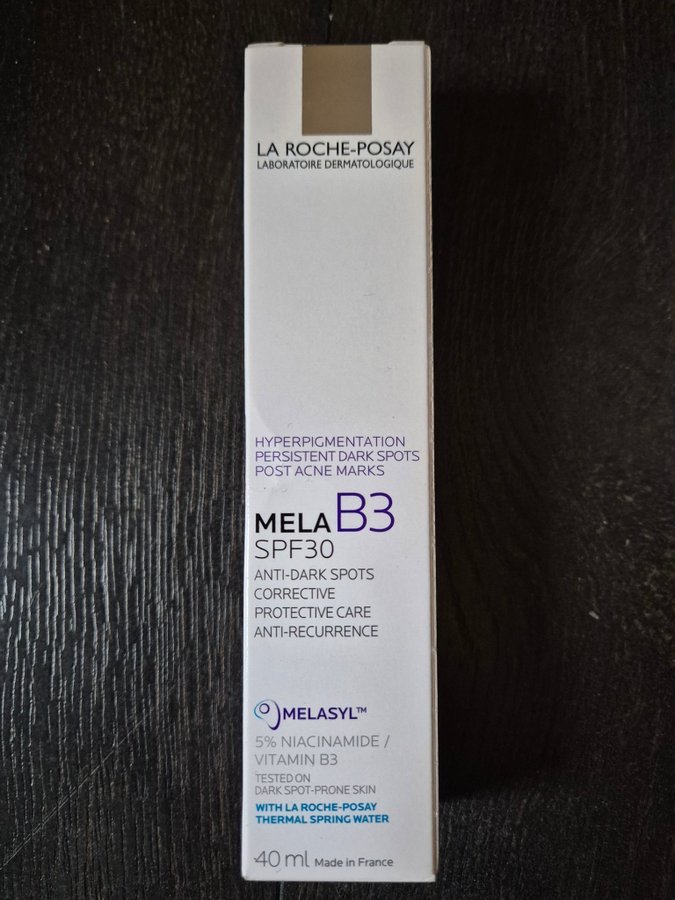 LA ROCHE-POSAY
LABORATOIRE DERMATOLOGIQUE
HYPERPIGMENTATION
PERSISTENT DARK SPOTS
POST ACNE MARKS
MELA B3
SPF30
ANTI-DARK SPOTS
CORRECTIVE
PROTECTIVE CARE
ANTI-RECURRENCE
MELASYL™
5% NIACINAMIDE /
VITAMIN B3
TESTED ON
DARK SPOT-PRONE SKIN
WITH LA ROCHE-POSAY
THERMAL SPRING WATER
40 ml Made in France